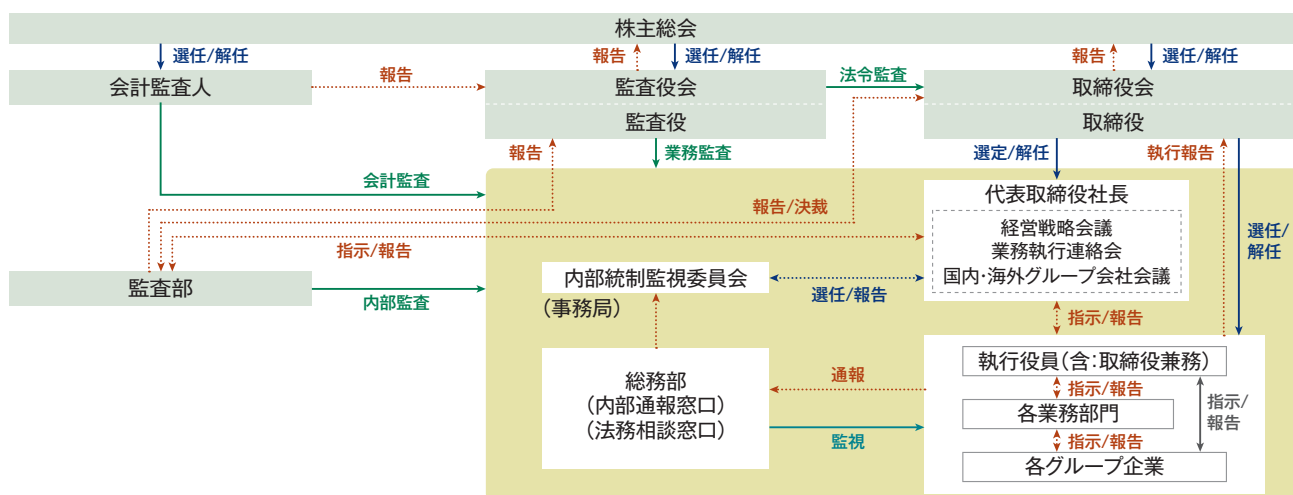 株主総会
選任/解任
報告
選任/解任
報告
選任/解任
会計監査人
報告
監査役会
法令監査
取締役会
監査役
取締役
報告
業務監査
選定/解任
執行報告
会計監査
代表取締役社長
報告/決裁
経営戦略会議
業務執行連絡会
国内・海外グループ会社会議
選任/
解任
指示/報告
監査部
内部監査
内部統制監視委員会
(事務局)
選任/報告
指示/報告
執行役員(含:取締役兼務)
総務部
(内部通報窓口)
(法務相談窓口)
通報
指示/報告
指示/
報告
各業務部門
監視
指示/報告
各グループ企業